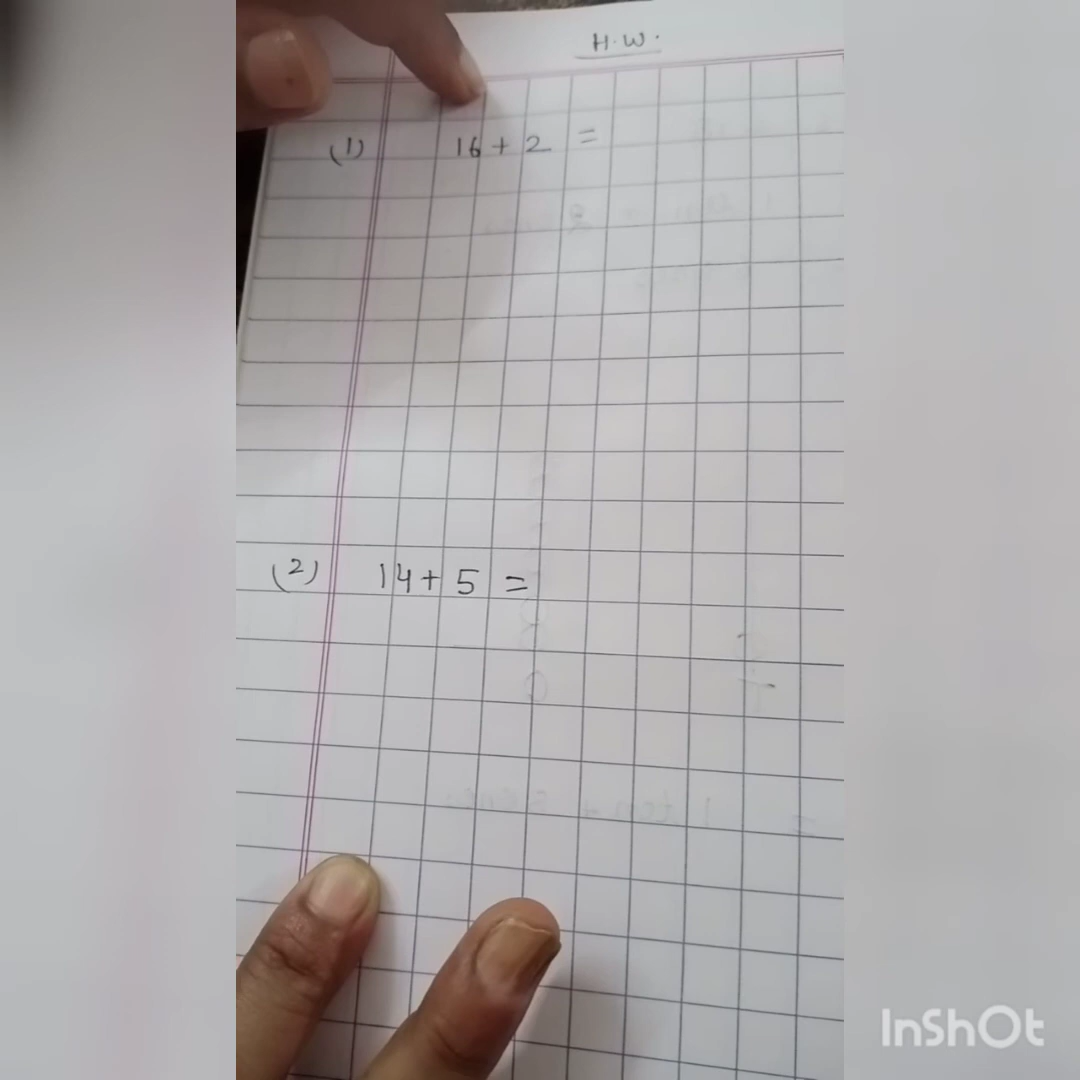 H.W.
(1) 16+2 =
(2) 14+5 =
InShOt